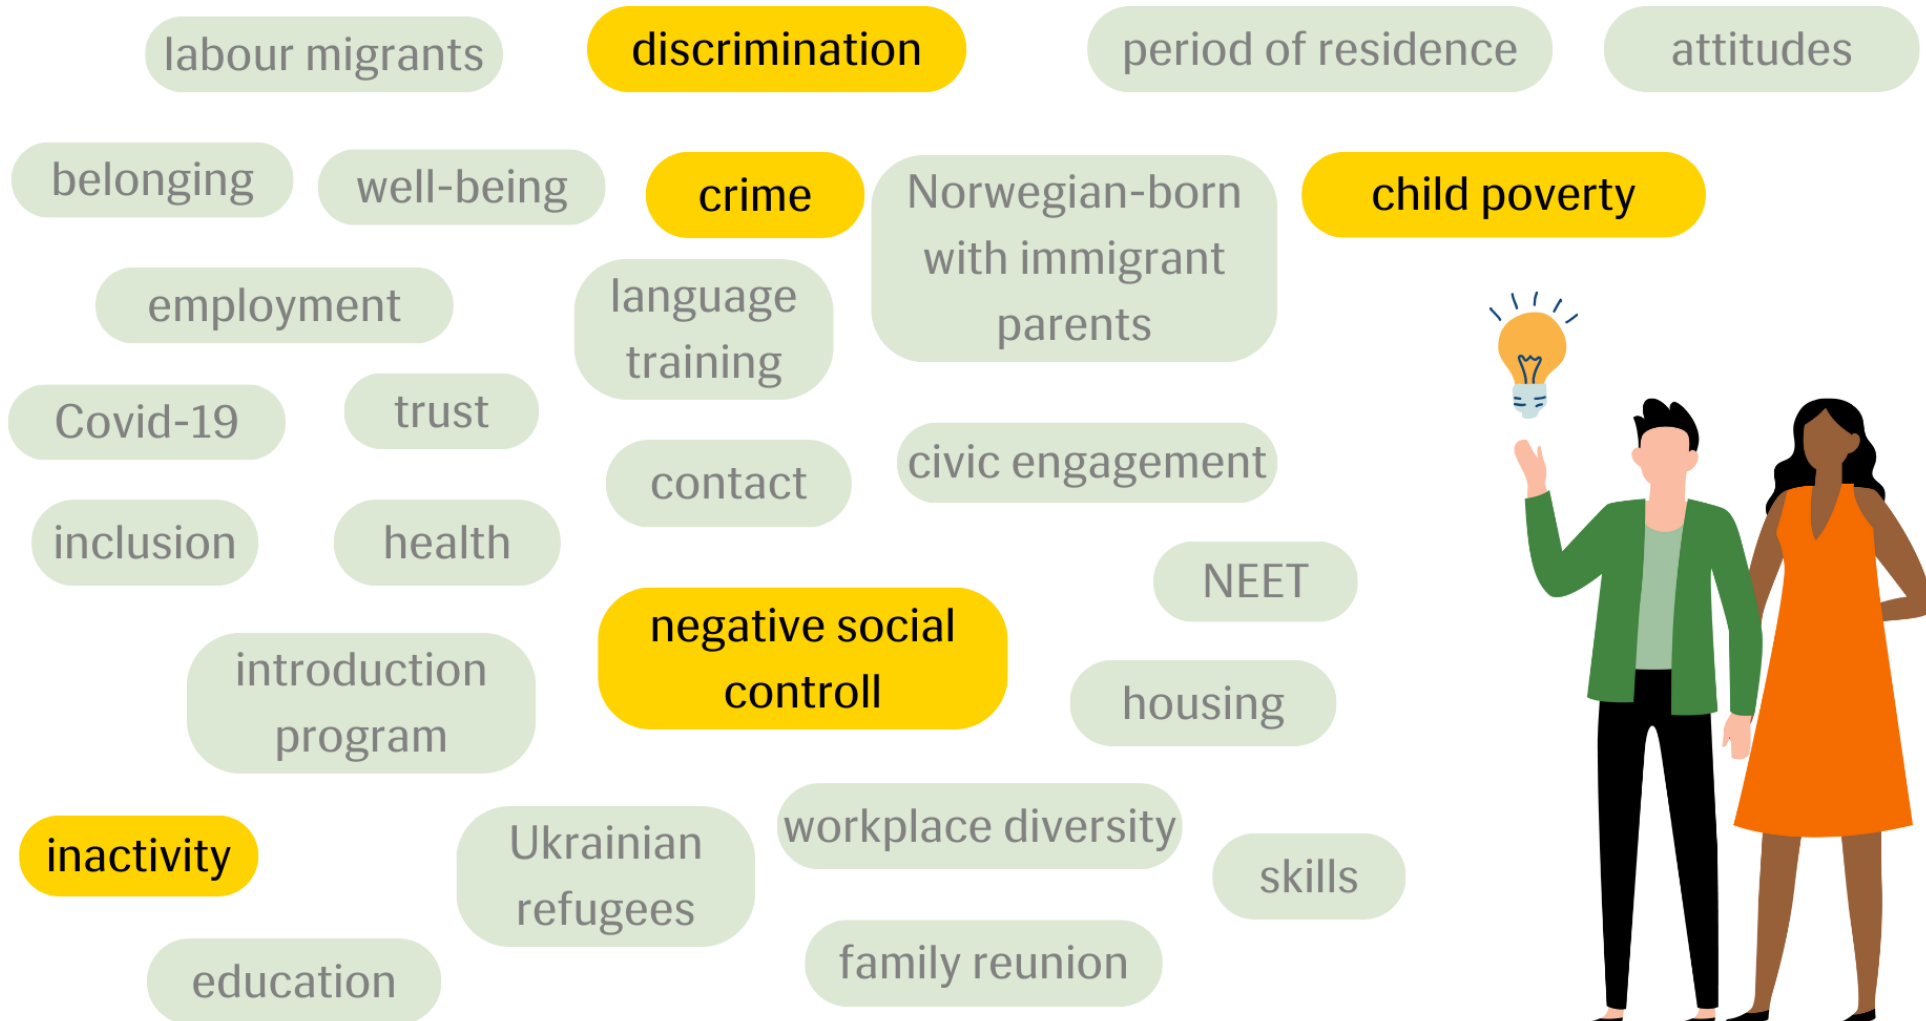 labour migrants
discrimination
period of residence
attitudes
belonging
well-being
crime
Norwegian-born
with immigrant
parents
child poverty
employment
language
training
Covid-19
trust
contact
civic engagement
inclusion
health
NEET
negative social
controll
introduction
program
housing
inactivity
Ukrainian
refugees
workplace diversity
skills
education
family reunion